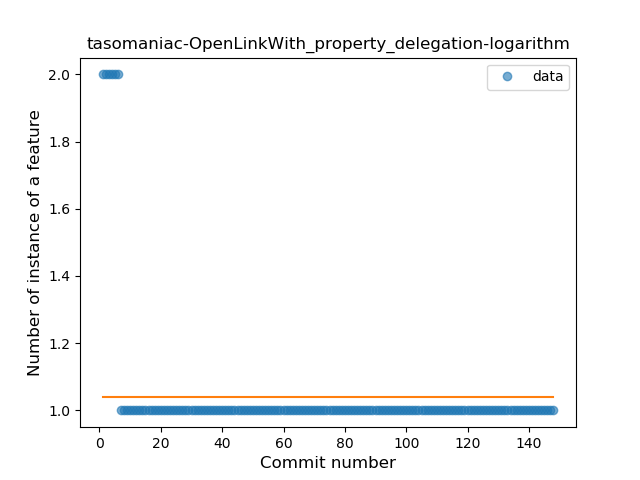 tasomaniac-OpenLinkWith_property_delegation-logarithm
data
Number of instance of a feature
2.0
1.8
1.6
1.4
1.2
1.0
0 20 40 60 80 100 120 140
Commit number